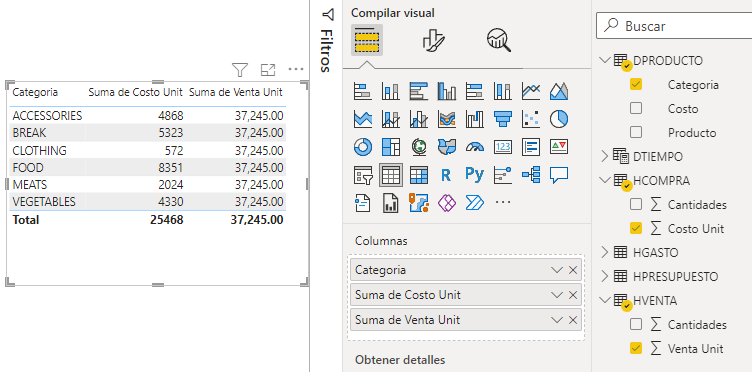 Categoria Suma de Costo Unit Suma de Venta Unit
ACCESSORIES 4868 37,245.00
BREAK 5323 37,245.00
CLOTHING 572 37,245.00
FOOD 8351 37,245.00
MEATS 2024 37,245.00
VEGETABLES 4330 37,245.00
Total 25468 37,245.00
Filtros
Compilar visual
123
R Py
Columnas
Categoria
Suma de Costo Unit
Suma de Venta Unit
Obtener detalles
Buscar
DPRODUCTO
Categoria
Costo
Producto
DTIEMPO
HCOMPRA
Cantidades
Costo Unit
HGASTO
HPRESUPUESTO
HVENTA
Cantidades
Venta Unit